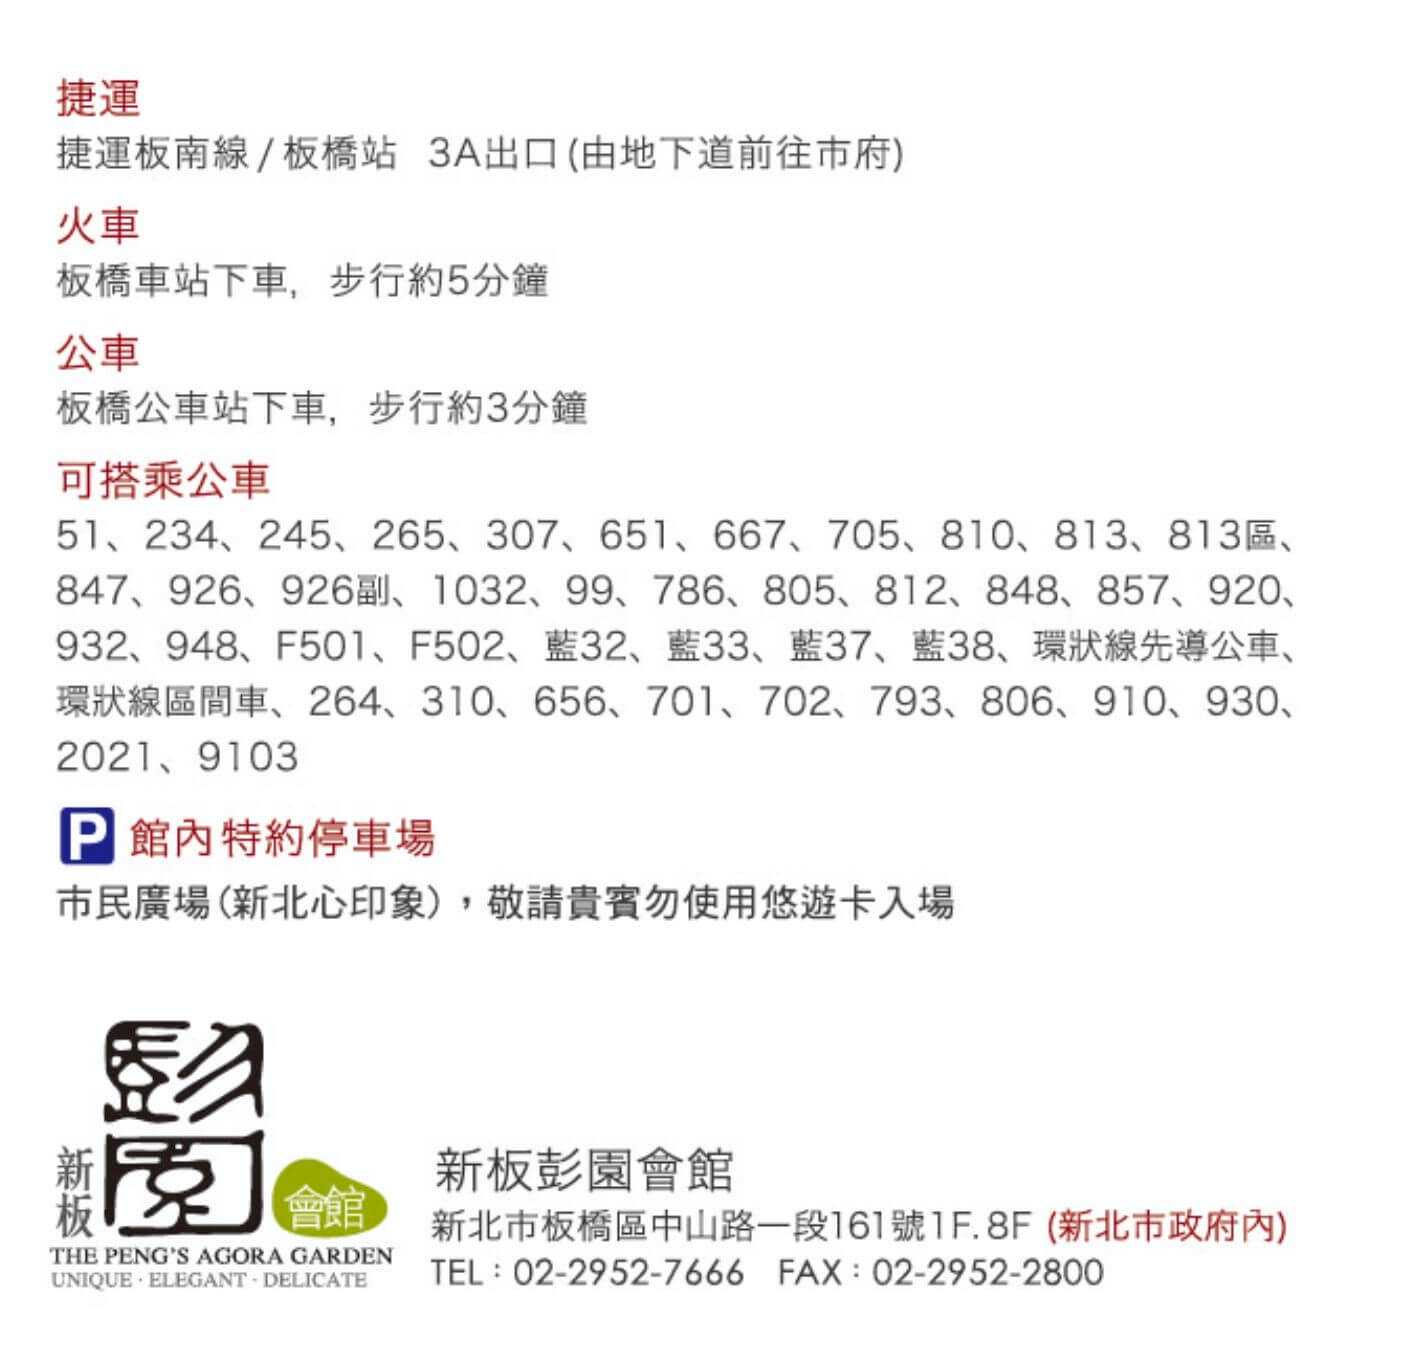 捷運
捷運板南線 / 板橋站 3A出口 (由地下道前往市府)
火車
板橋車站下車, 步行約5分鐘
公車
板橋公車站下車, 步行約3分鐘
可搭乘公車
51、234、245、265、307、651、667、705、810、813、813區、
847、926、926副、1032、99、786、805、812、848、857、920、
932、948、F501、F502、藍32、藍33、藍37、藍38、環狀線先導公車、
環狀線區間車、264、310、656、701、702、793、806、910、930、
2021、9103
P 館內特約停車場
市民廣場(新北心印象)，敬請貴賓勿使用悠遊卡入場
彭園
新板
會館
THE PENG'S AGORA GARDEN
UNIQUE · ELEGANT · DELICATE
新板彭園會館
新北市板橋區中山路一段161號1F. 8F (新北市政府內)
TEL : 02-2952-7666 FAX : 02-2952-2800